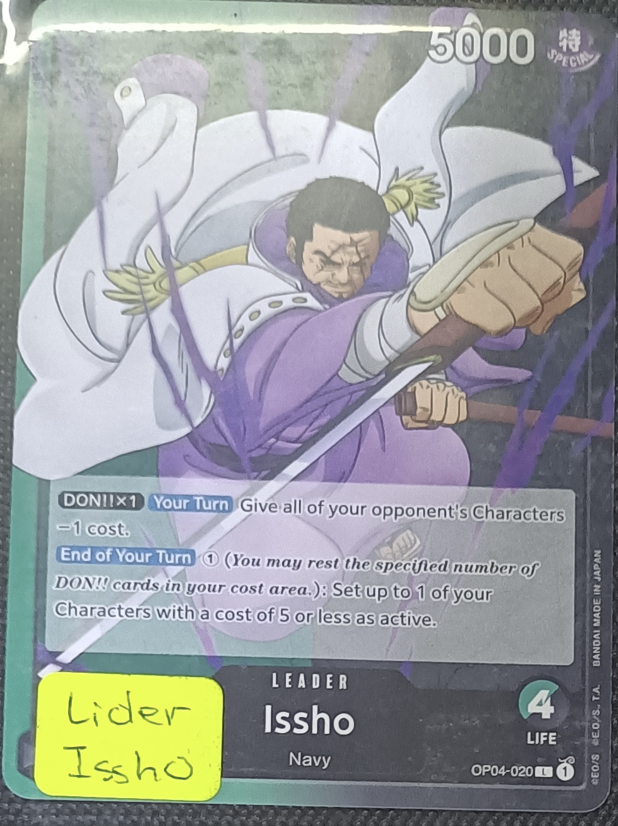 5000
特
SPECIAL
DON!!×1 Your Turn Give all of your opponent's Characters
−1 cost.
End of Your Turn ① (You may rest the specified number of
DON!! cards in your cost area.): Set up to 1 of your
Characters with a cost of 5 or less as active.
LEADER
Issho
Navy
4
LIFE
OP04-020 L 1
©E.O/S ©E.O./S., T.A. BANDAI MADE IN JAPAN
Lider
Issho